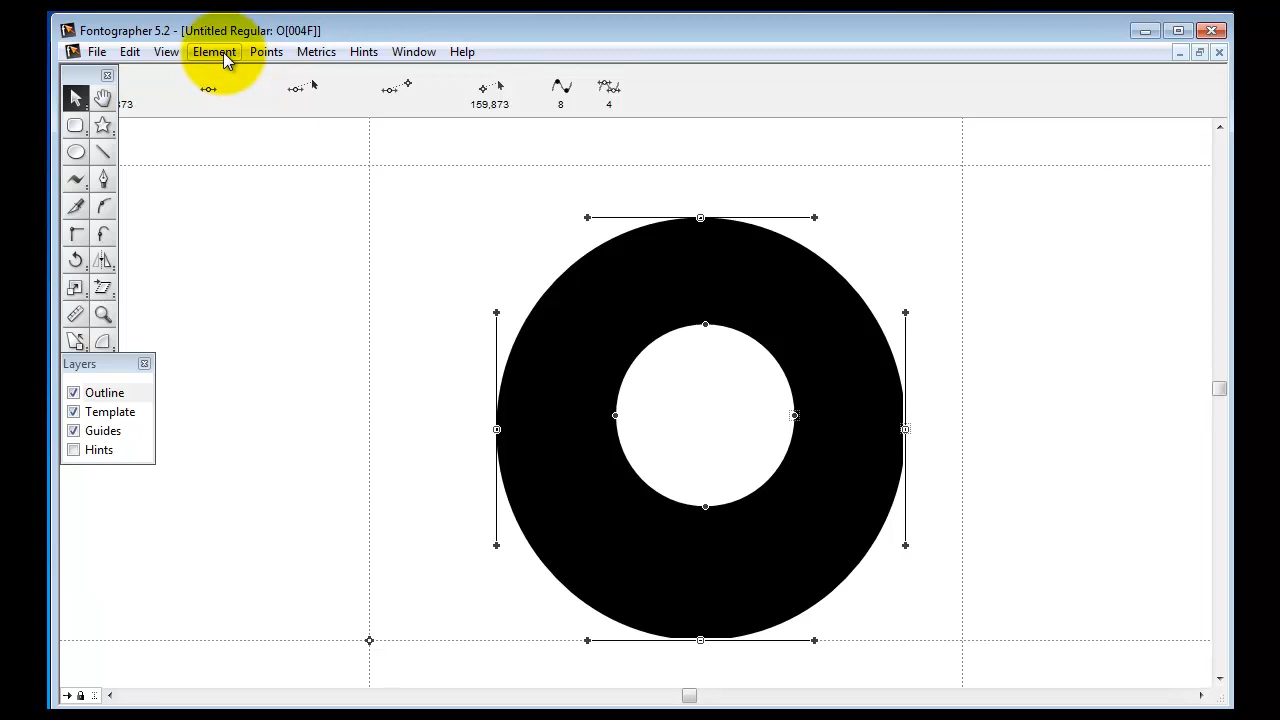 Fontographer 5.2 - [Untitled Regular: O[004F]]
File Edit View Element Points Metrics Hints Window Help
873 159,873 8 4
Layers
Outline
Template
Guides
Hints